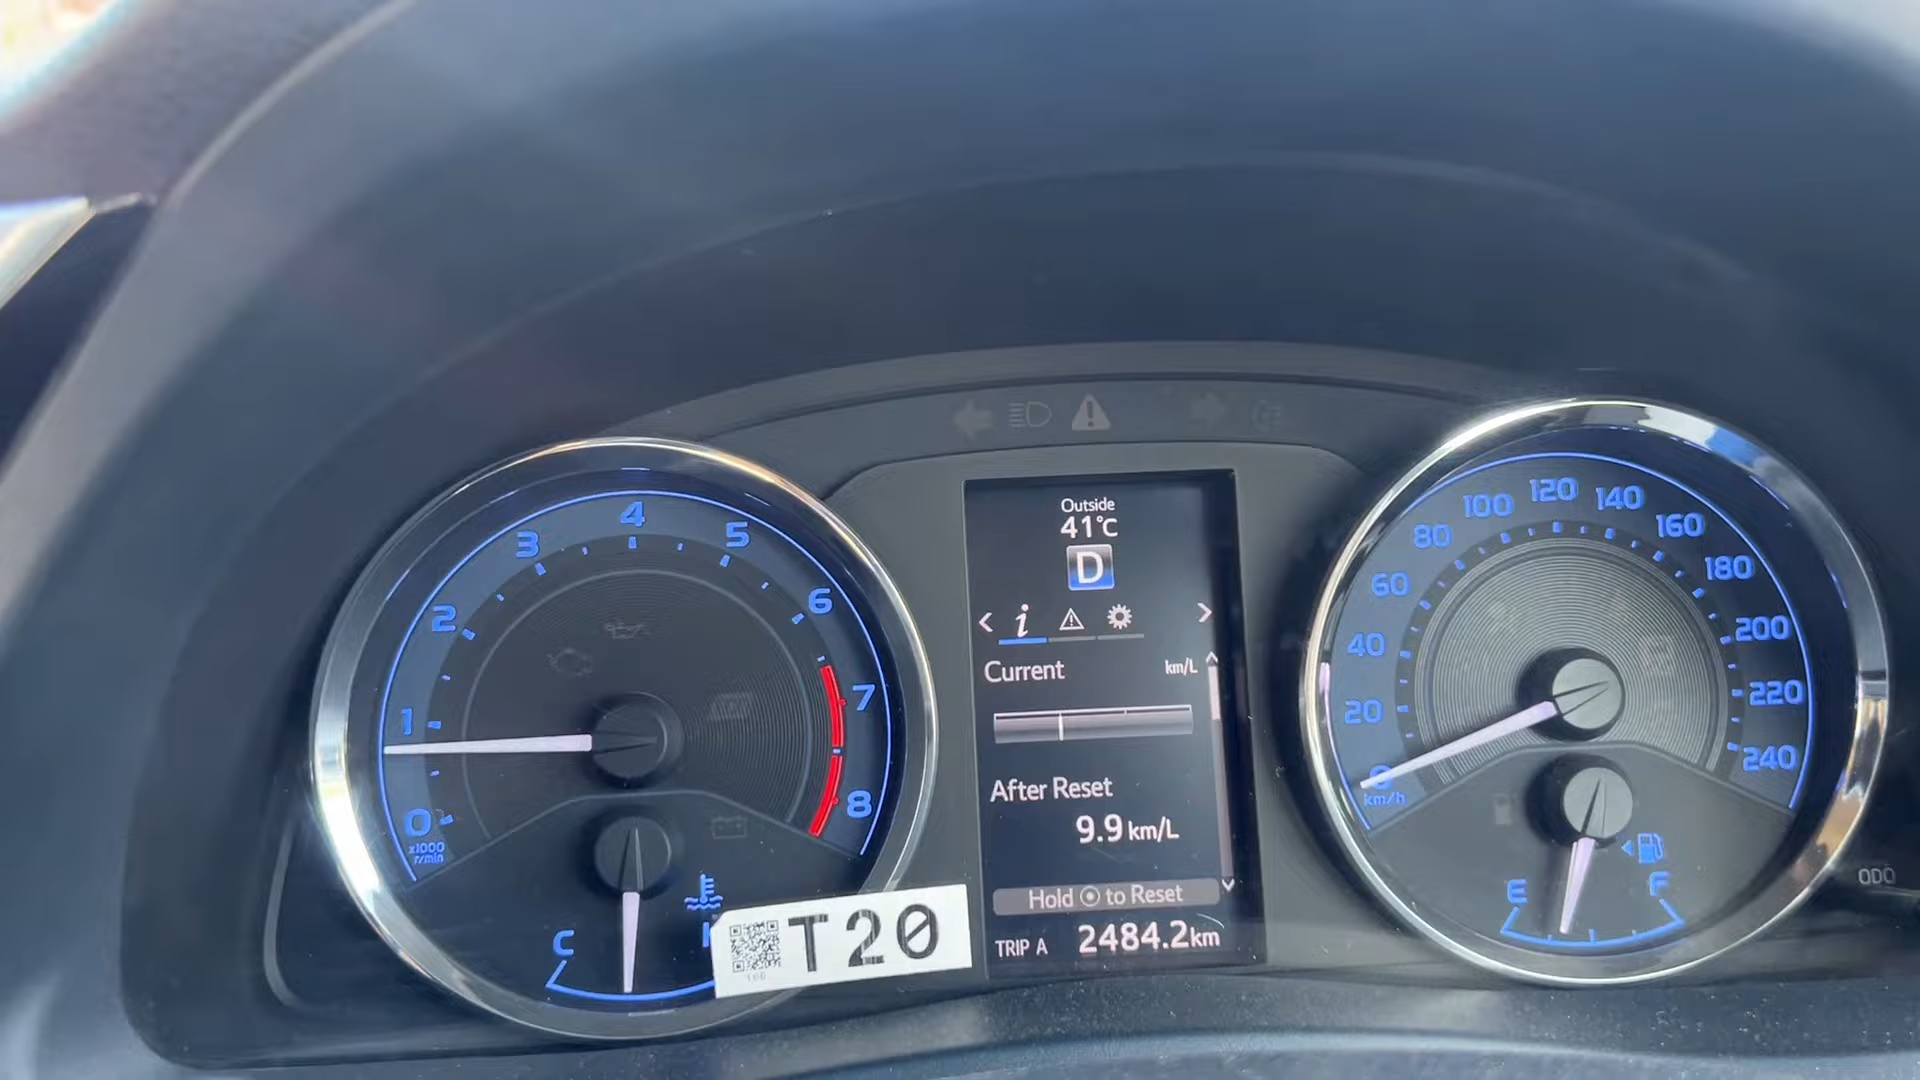 0 1 2 3 4 5 6 7 8
x1000
r/min
C
T20
Outside
41°C
D
i
Current km/L
After Reset
9.9 km/L
Hold to Reset
TRIP A 2484.2km
0 20 40 60 80 100 120 140 160 180 200 220 240
km/h
E F
ODO